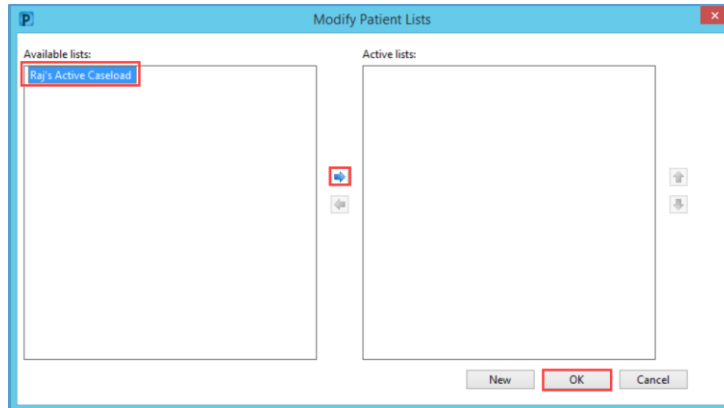 P
Modify Patient Lists
×
Available lists:
Active lists:
Raj's Active Caseload
New
OK
Cancel